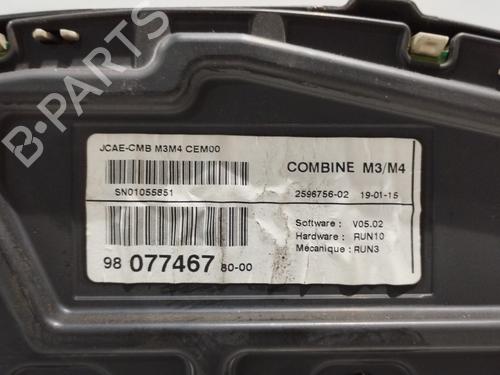 B-PARTS
JCAE-CMB M3M4 CEM00
SN01055851
COMBINE M3/M4
2596756-02 19-01-15
Software : V05.02
Hardware : RUN10
Mecanique : RUN3
98 077467 80-00